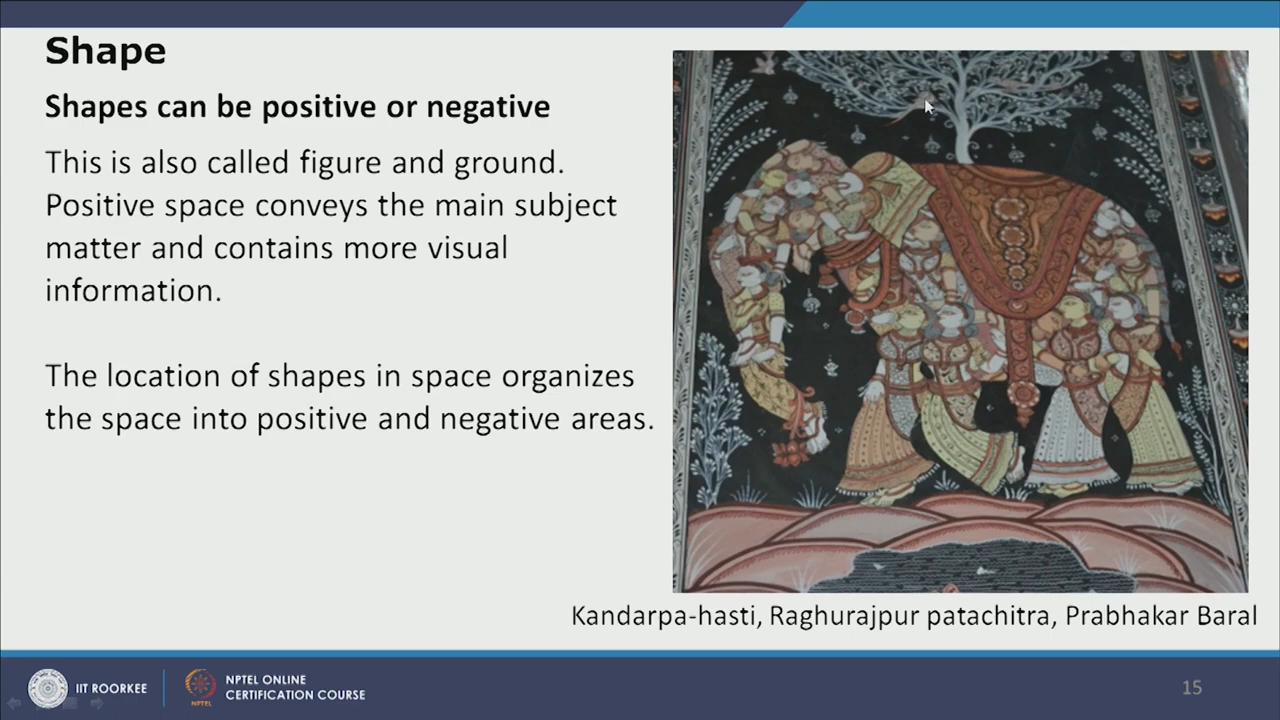 Shape
Shapes can be positive or negative
This is also called figure and ground.
Positive space conveys the main subject
matter and contains more visual
information.
The location of shapes in space organizes
the space into positive and negative areas.
Kandarpa-hasti, Raghurajpur patachitra, Prabhakar Baral
IIT ROORKEE
NPTEL
NPTEL ONLINE
CERTIFICATION COURSE
15